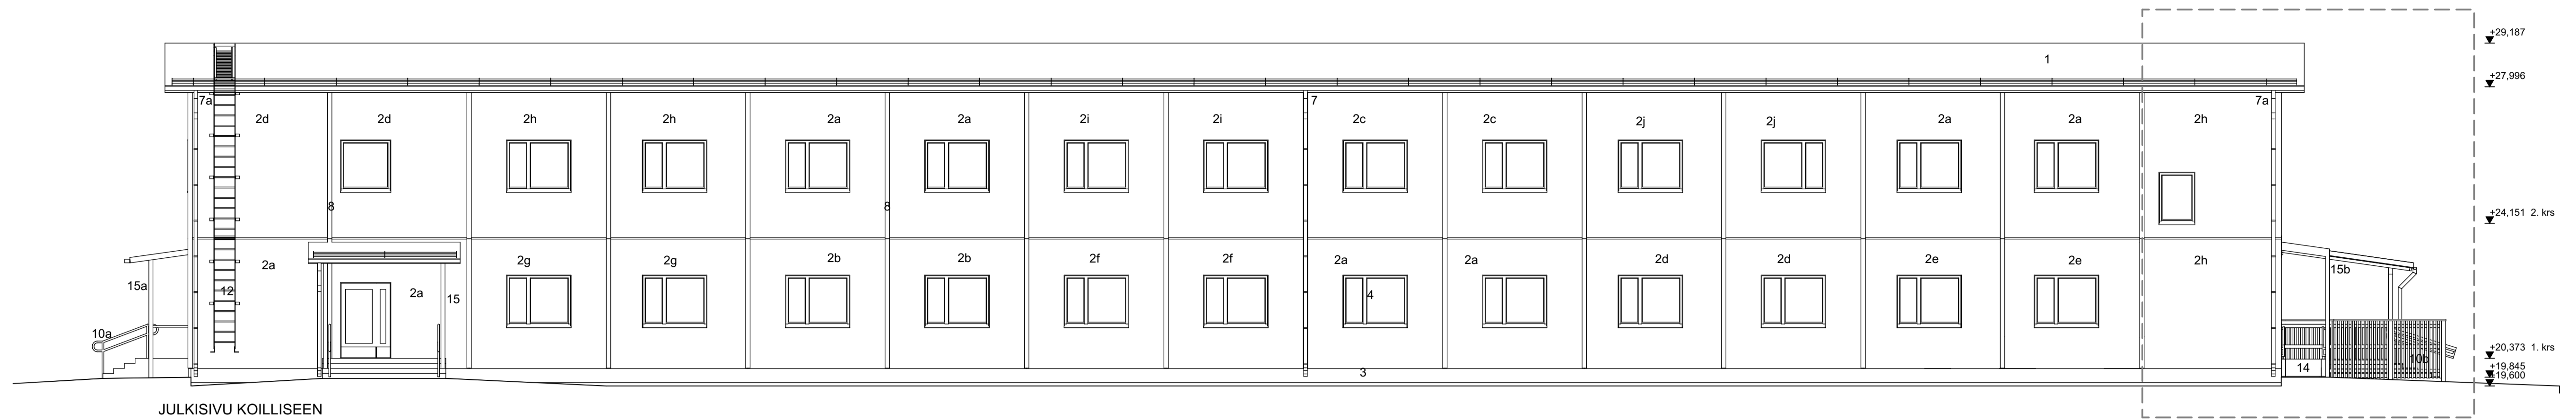 +29,187
1
+27,996
7a
7
7a
2d 2d 2h 2h 2a 2a 2i 2i 2c 2c 2j 2j 2a 2a 2h
8 8
+24,151 2. krs
2a 2g 2g 2b 2b 2f 2f 2a 2a 2d 2d 2e 2e 2h
15b
15a 12 2a 15 4
10a
+20,373 1. krs
10b
+19,845
14
3
+19,600
JULKISIVU KOILLISEEN